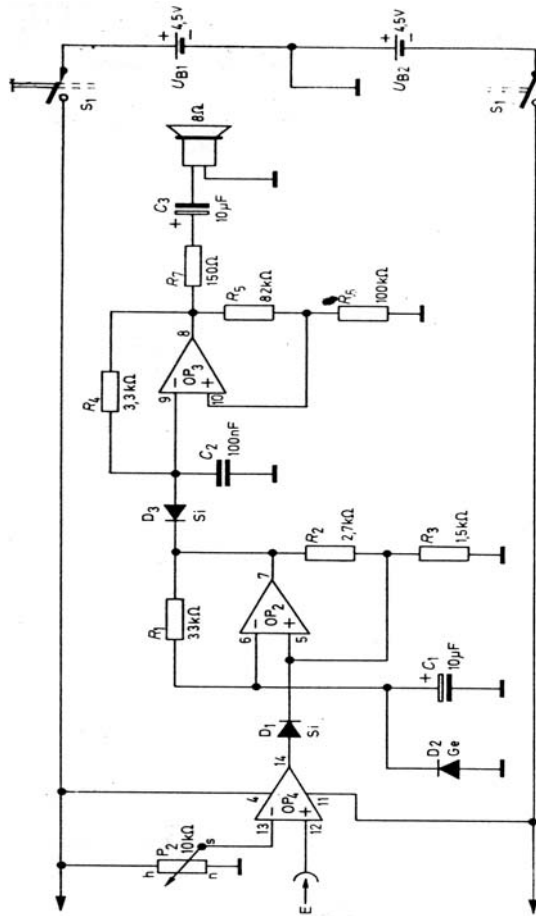 S1
+
4,5V
−
UB1
h
P2
10kΩ
s
n
E
13
−
4
OP4
12
+
11
14
D1
Si
D2
Ge
+ C1
10µF
R1
33kΩ
6
−
OP2
5
+
7
R2
2,7kΩ
R3
1,5kΩ
D3
Si
C2
100nF
R4
3,3kΩ
9
−
OP3
10
+
8
R5
82kΩ
R6
100kΩ
R7
150Ω
+
C3
10µF
8Ω
+
4,5V
−
UB2
S1